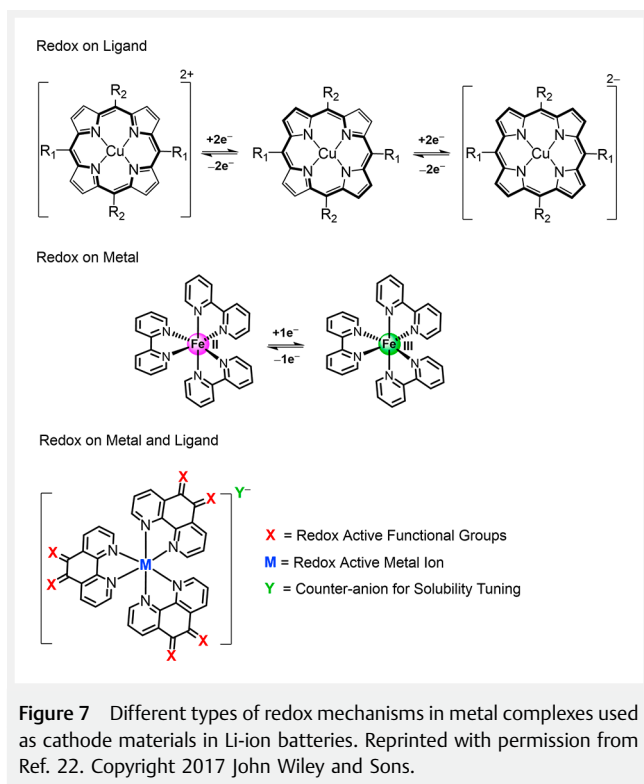 Redox on Ligand
2+
2–
R2
R2
R2
N
N
N
N
N
N
+2e–
+2e–
R1
Cu
R1
R1
Cu
R1
R1
Cu
R1
–2e–
–2e–
N
N
N
N
N
N
R2
R2
R2
Redox on Metal
N
N
N
N
N
N
+1e–
Fe II
Fe III
–1e–
N
N
N
N
N
N
Redox on Metal and Ligand
X
X
Y–
N
N
X
N
X = Redox Active Functional Groups
M
M = Redox Active Metal Ion
X
N
Y = Counter-anion for Solubility Tuning
N
N
X
X
Figure 7 Different types of redox mechanisms in metal complexes used
as cathode materials in Li-ion batteries. Reprinted with permission from
Ref. 22. Copyright 2017 John Wiley and Sons.